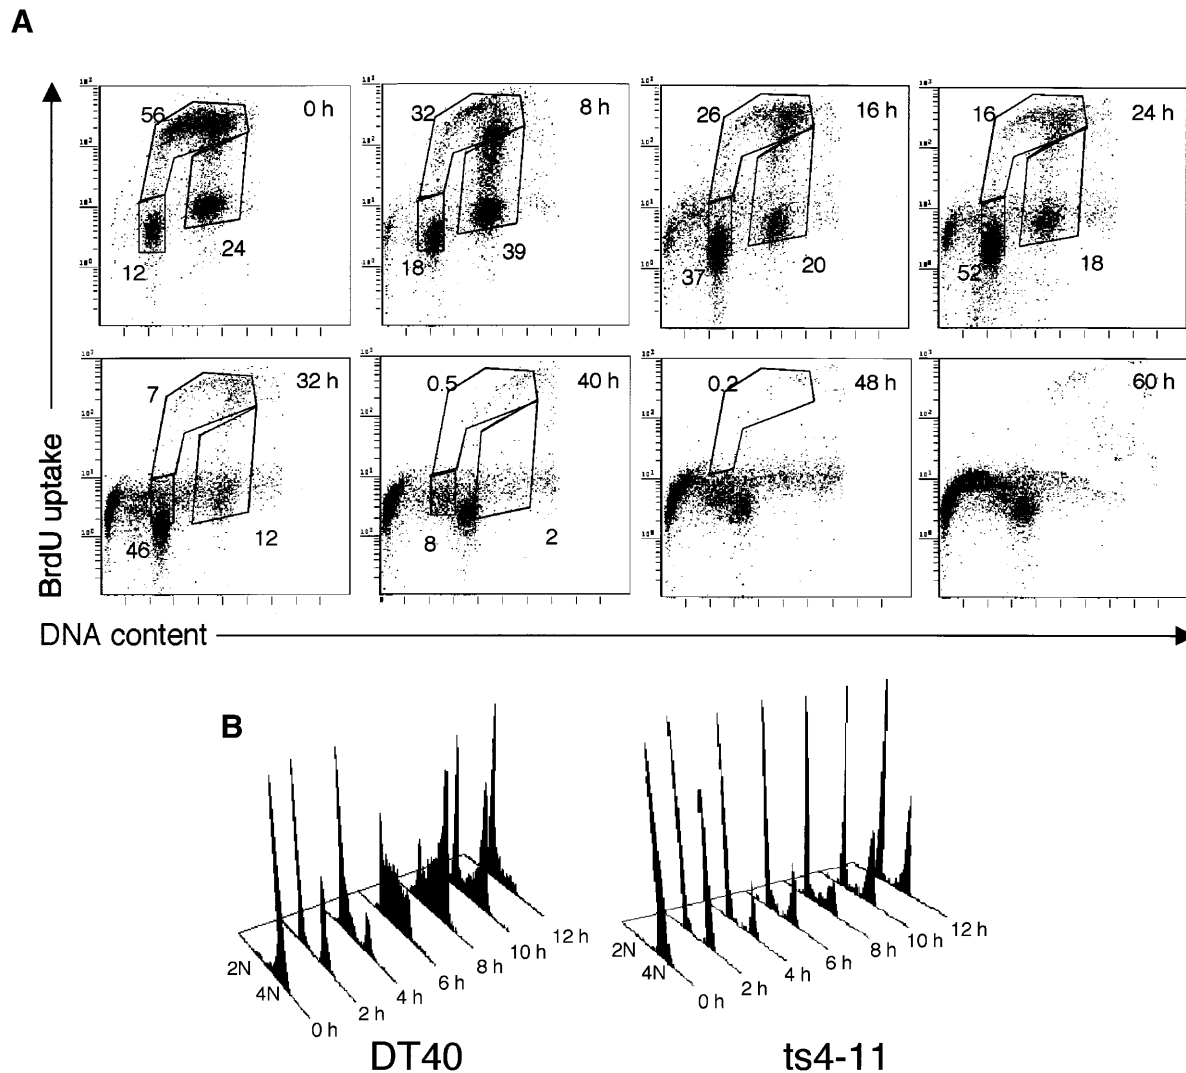 A
56 0 h
12 24
32 8 h
18 39
26 16 h
37 20
16 24 h
52 18
7 32 h
46 12
0.5 40 h
8 2
0.2 48 h
60 h
BrdU uptake
DNA content
B
2N
4N
0 h
2 h
4 h
6 h
8 h
10 h
12 h
DT40
2N
4N
0 h
2 h
4 h
6 h
8 h
10 h
12 h
ts4-11